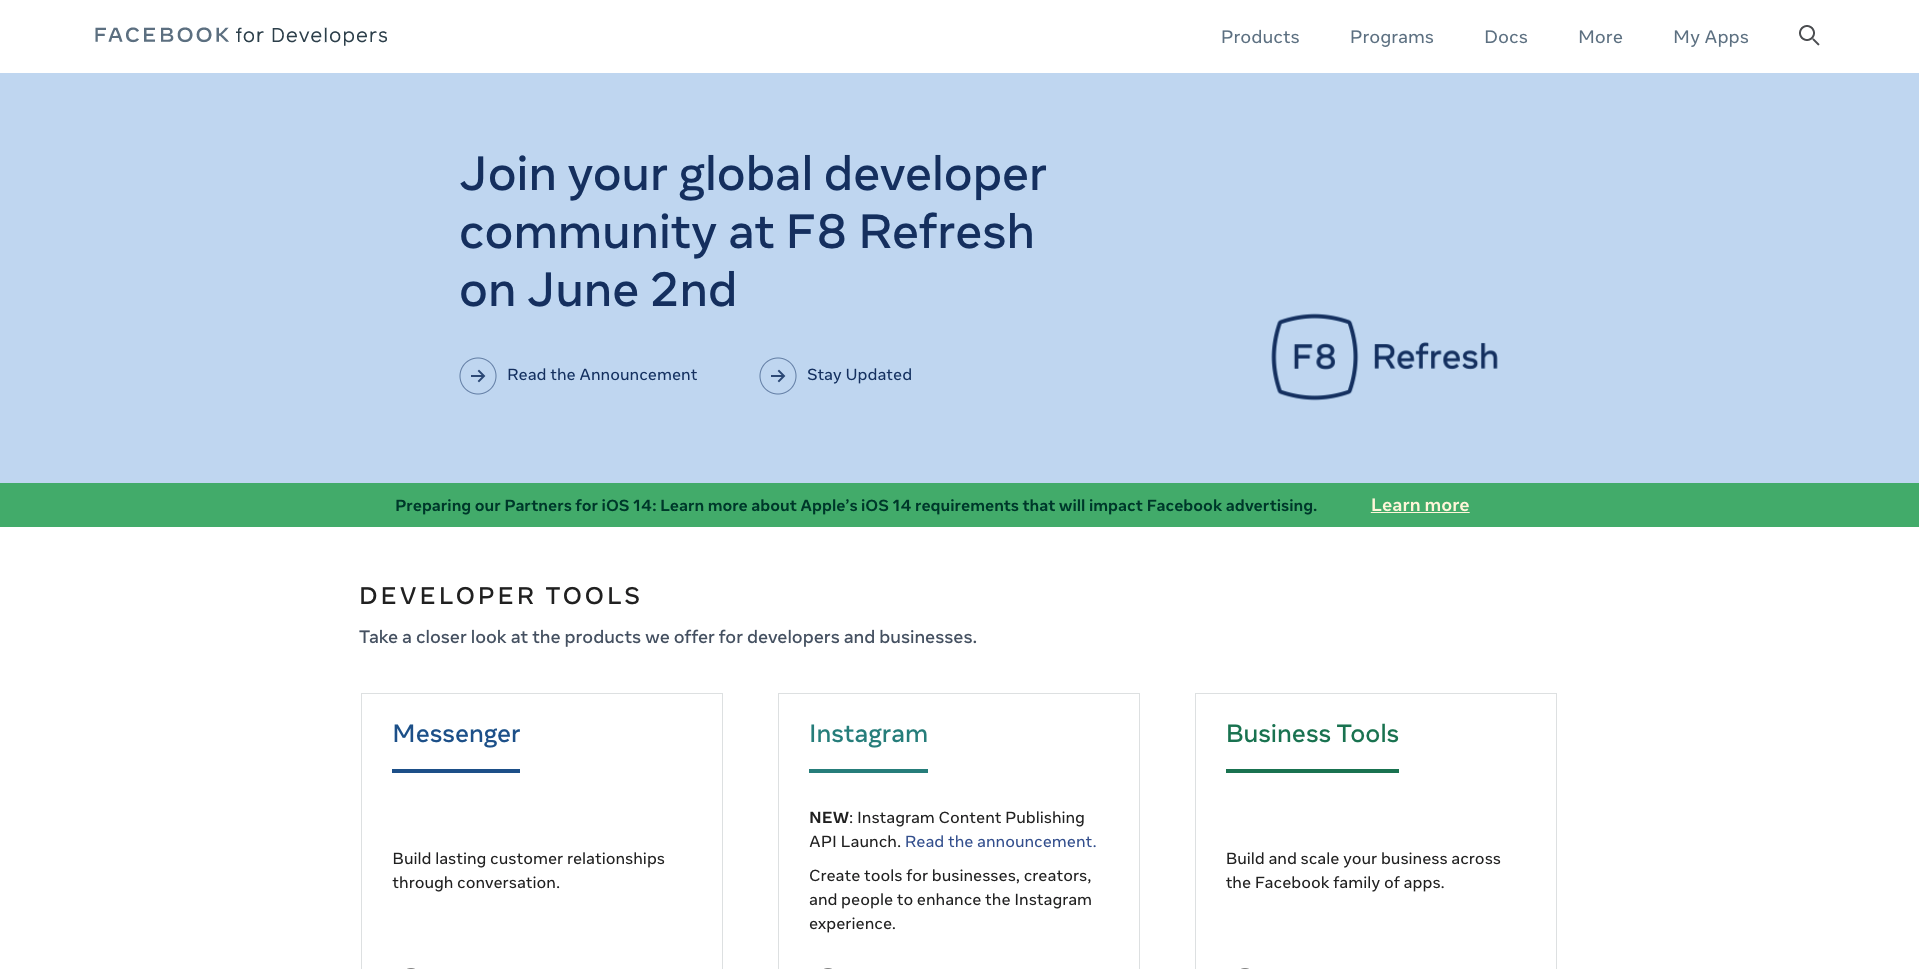 FACEBOOK for Developers
Products
Programs
Docs
More
My Apps
Join your global developer
community at F8 Refresh
on June 2nd
Read the Announcement
Stay Updated
F8 Refresh
Preparing our Partners for iOS 14: Learn more about Apple’s iOS 14 requirements that will impact Facebook advertising.
Learn more
DEVELOPER TOOLS
Take a closer look at the products we offer for developers and businesses.
Messenger
Build lasting customer relationships
through conversation.
Instagram
NEW: Instagram Content Publishing
API Launch. Read the announcement.
Create tools for businesses, creators,
and people to enhance the Instagram
experience.
Business Tools
Build and scale your business across
the Facebook family of apps.